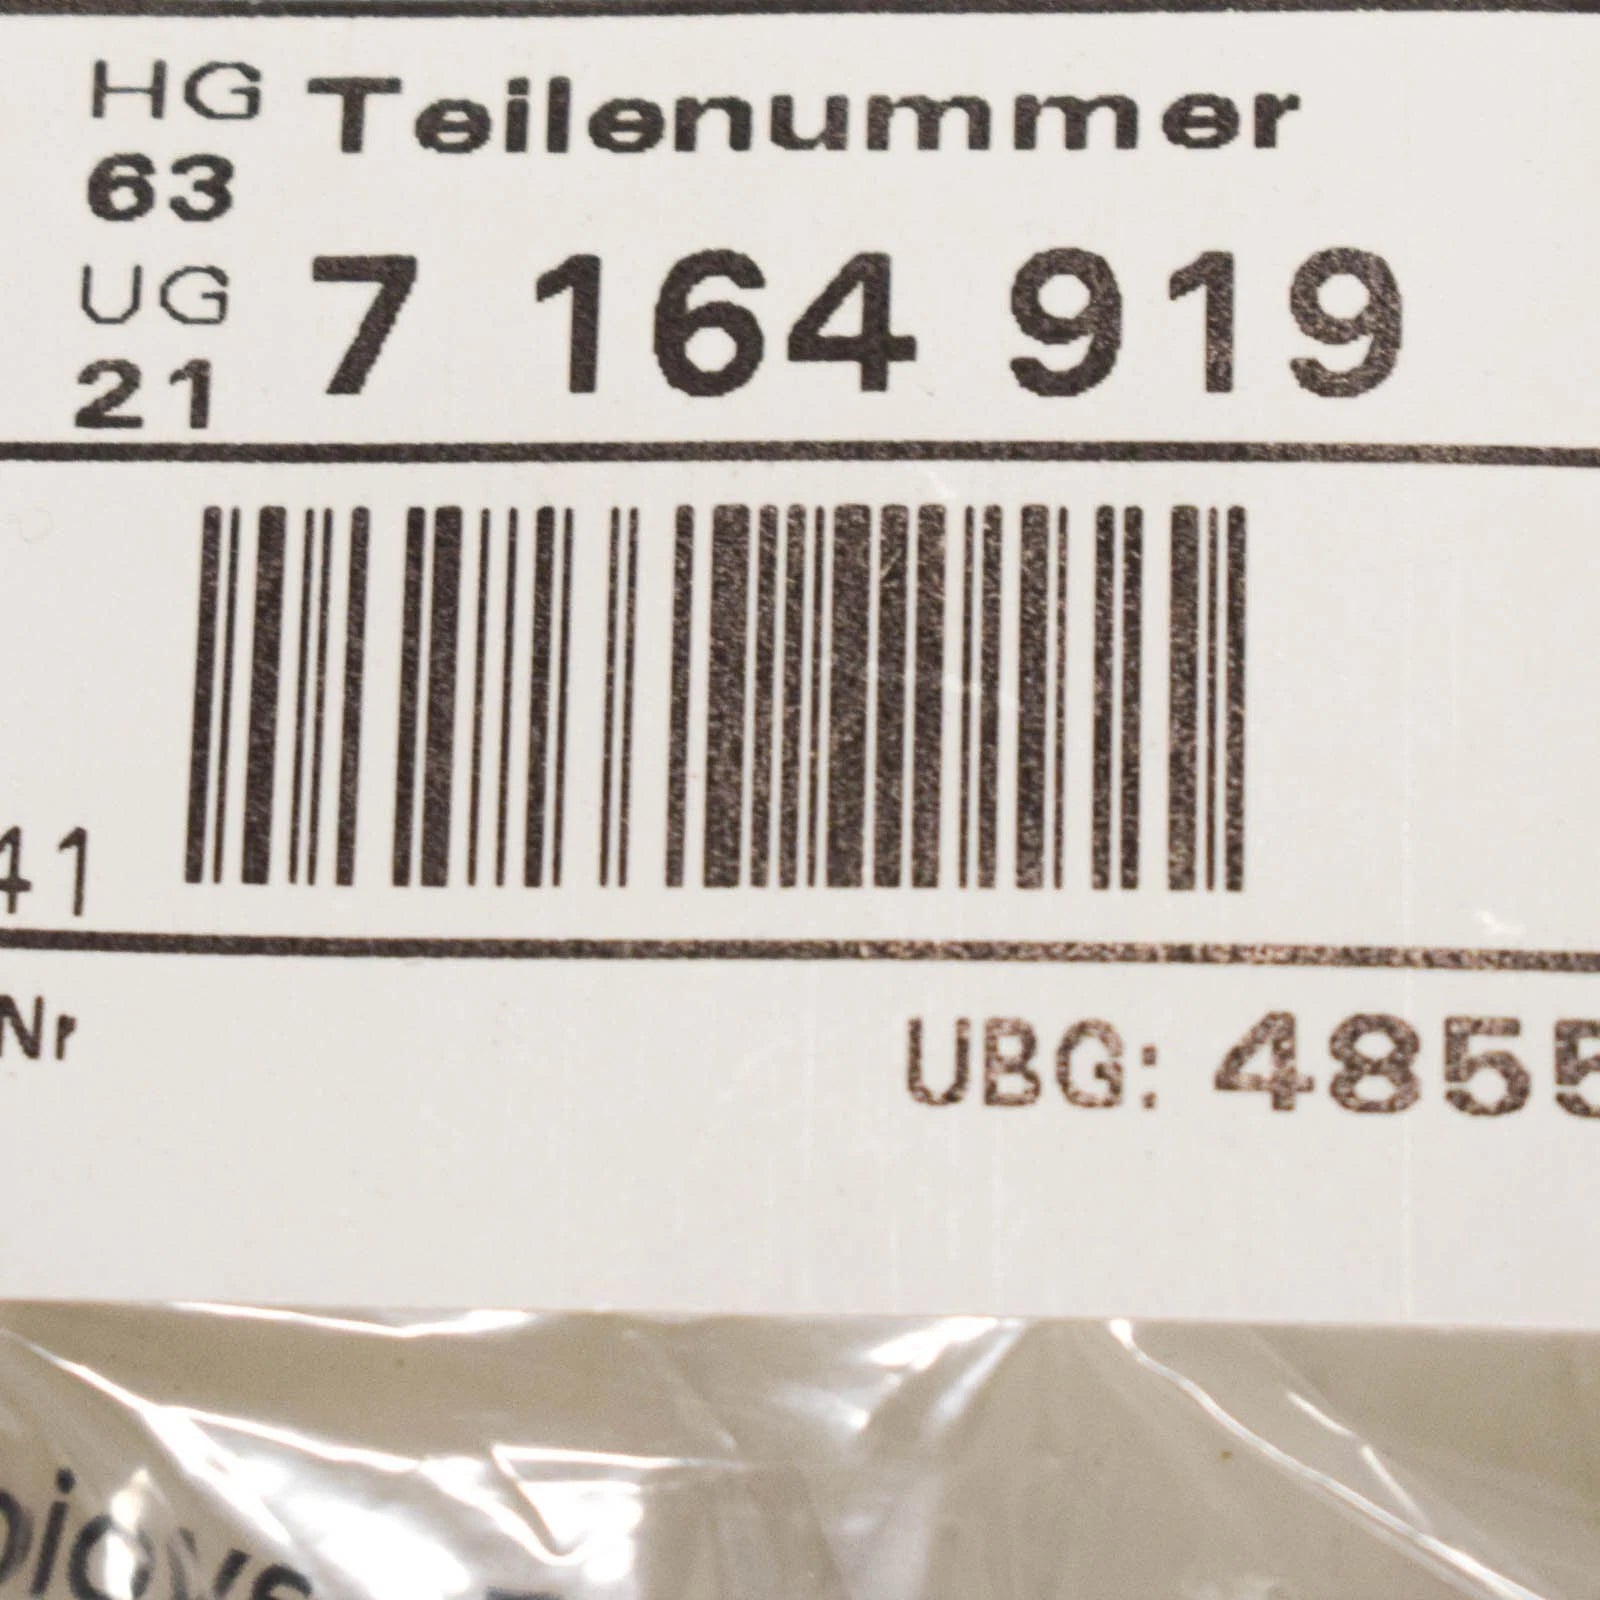 HG Teilenummer
63
UG 7 164 919
21
41
Nr
UBG: 4855